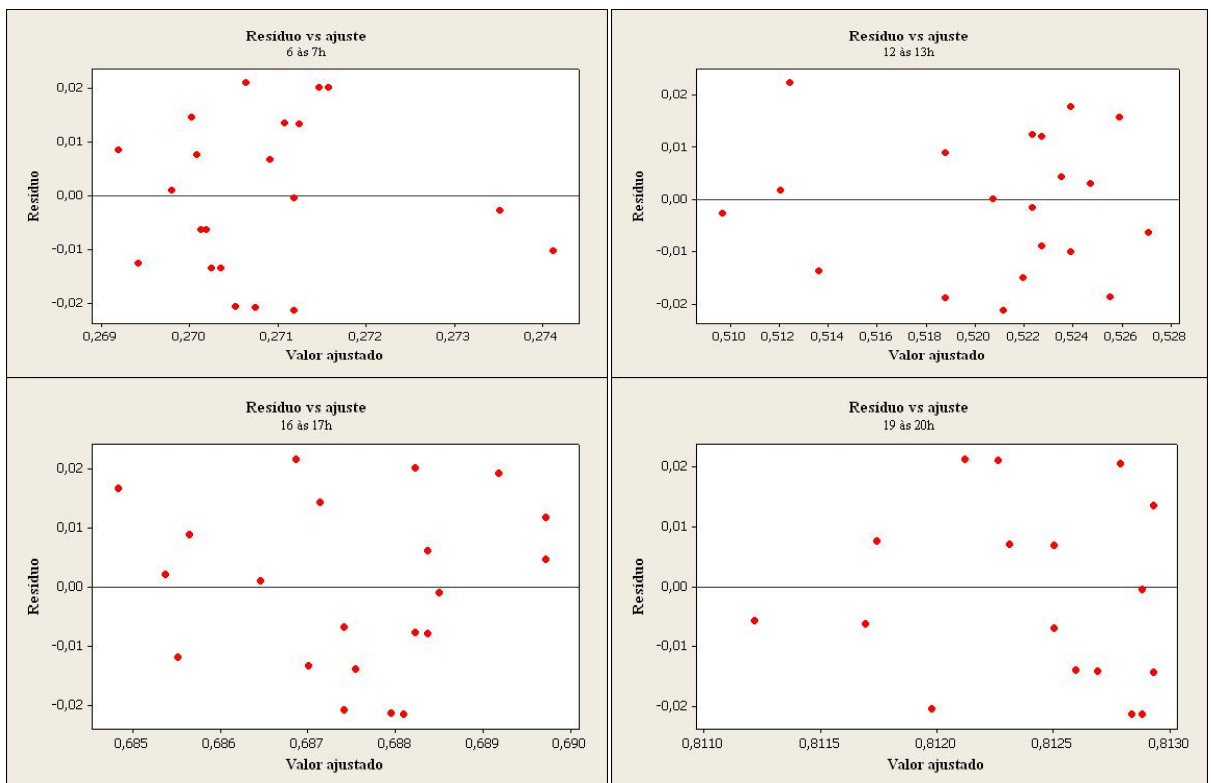 Resíduo vs ajuste
6 às 7h
Resíduo
0,02
0,01
0,00
-0,01
-0,02
0,269 0,270 0,271 0,272 0,273 0,274
Valor ajustado
Resíduo vs ajuste
12 às 13h
Resíduo
0,02
0,01
0,00
-0,01
-0,02
0,510 0,512 0,514 0,516 0,518 0,520 0,522 0,524 0,526 0,528
Valor ajustado
Resíduo vs ajuste
16 às 17h
Resíduo
0,02
0,01
0,00
-0,01
-0,02
0,685 0,686 0,687 0,688 0,689 0,690
Valor ajustado
Resíduo vs ajuste
19 às 20h
Resíduo
0,02
0,01
0,00
-0,01
-0,02
0,8110 0,8115 0,8120 0,8125 0,8130
Valor ajustado